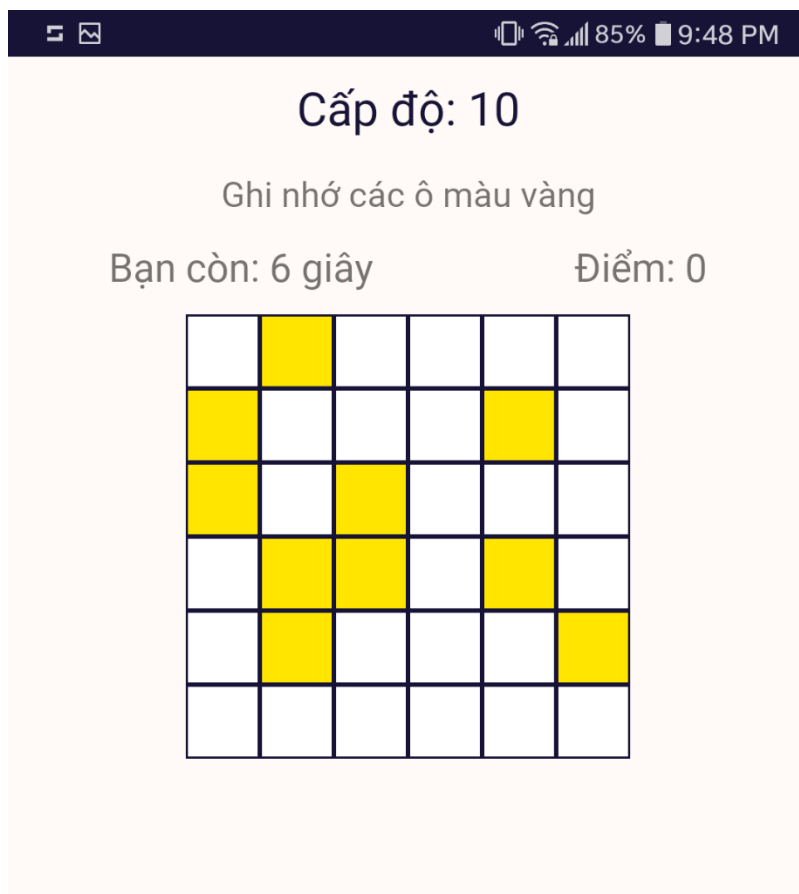 85% 9:48 PM
Cấp độ: 10
Ghi nhớ các ô màu vàng
Bạn còn: 6 giây Điểm: 0